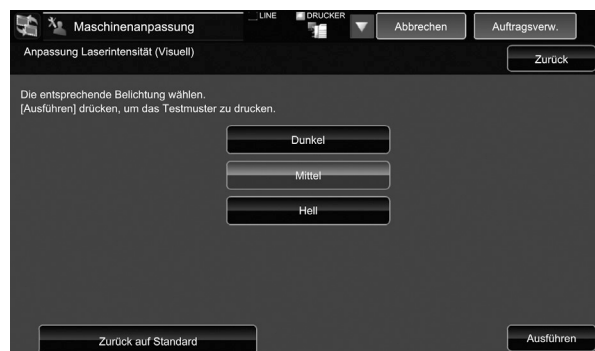 Maschinenanpassung
LINE
DRUCKER
Abbrechen
Auftragsverw.
Anpassung Laserintensität (Visuell)
Zurück
Die entsprechende Belichtung wählen.
[Ausführen] drücken, um das Testmuster zu drucken.
Dunkel
Mittel
Hell
Zurück auf Standard
Ausführen